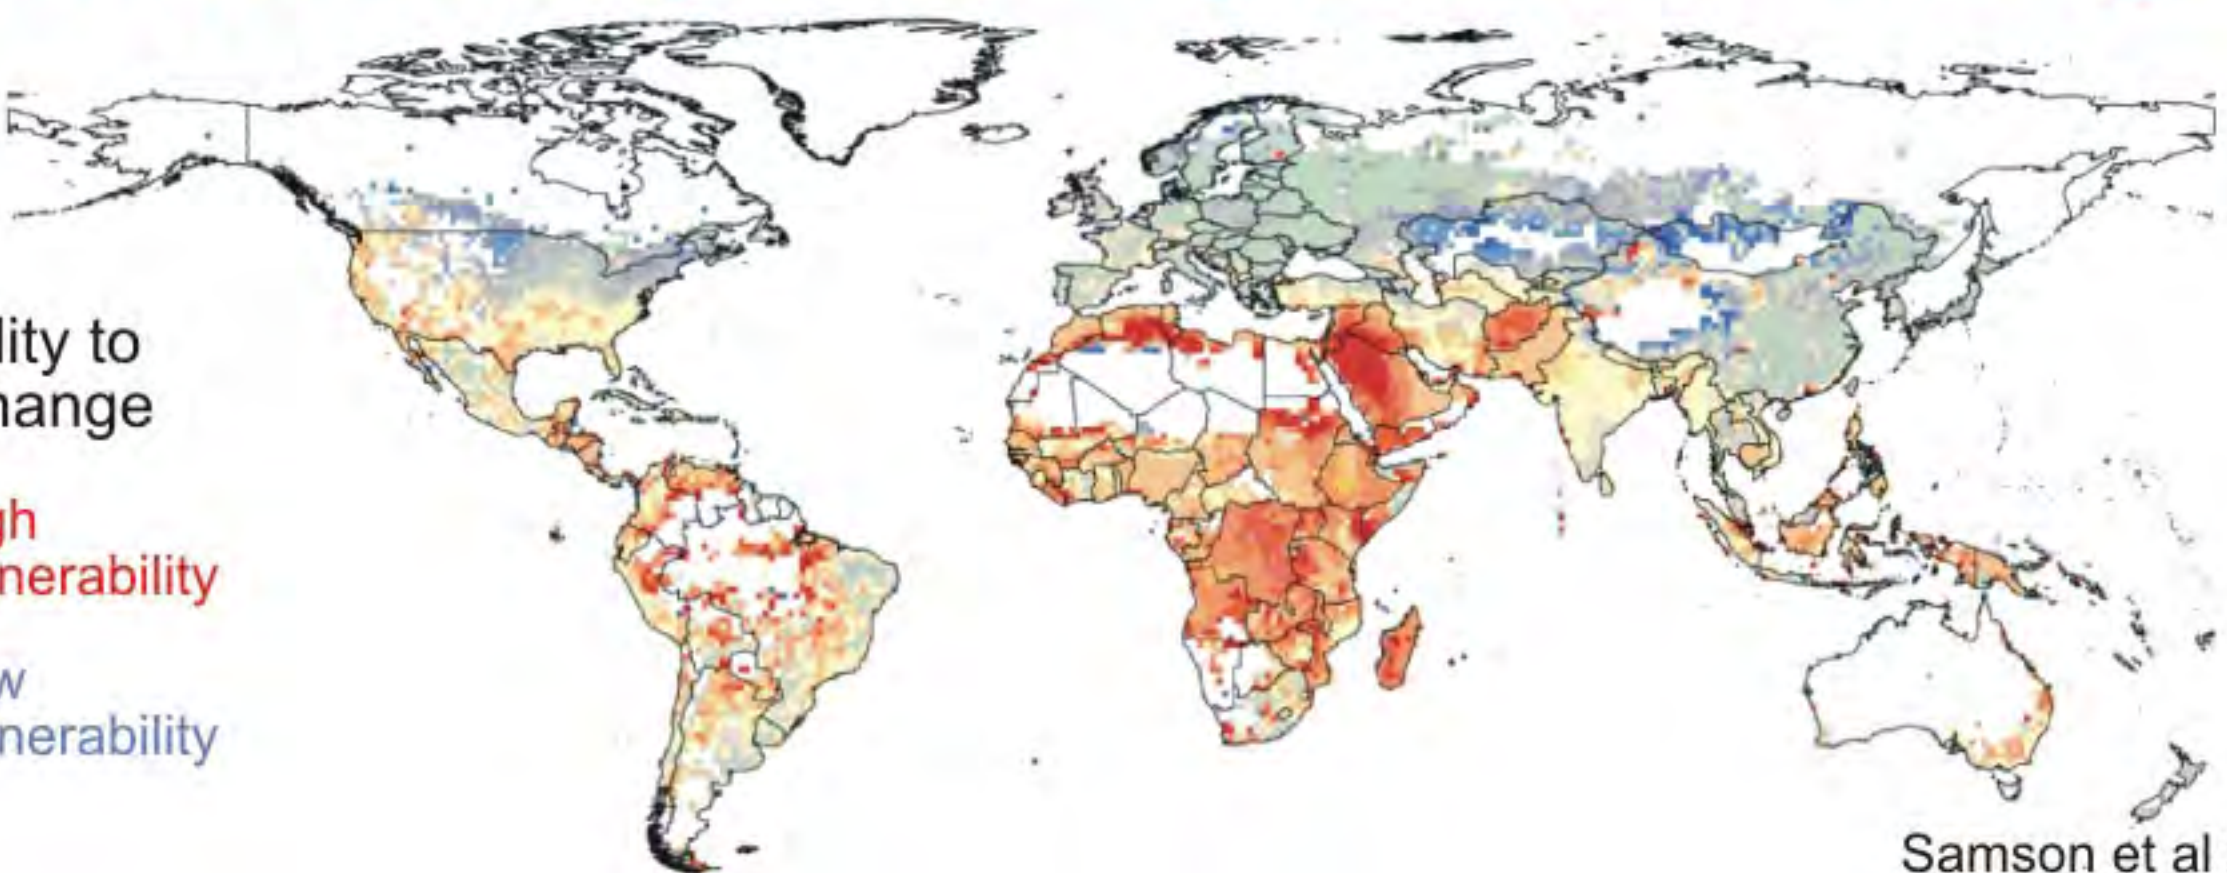 lity to
hange
gh
nerability
w
nerability
Samson et al